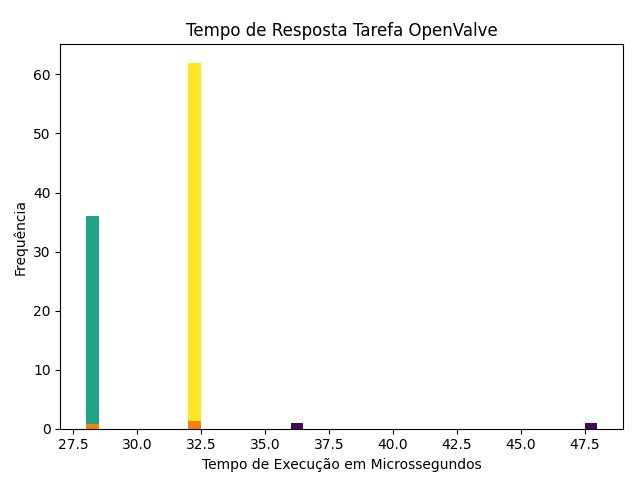 Tempo de Resposta Tarefa OpenValve
Frequência
60
50
40
30
20
10
0
27.5 30.0 32.5 35.0 37.5 40.0 42.5 45.0 47.5
Tempo de Execução em Microssegundos